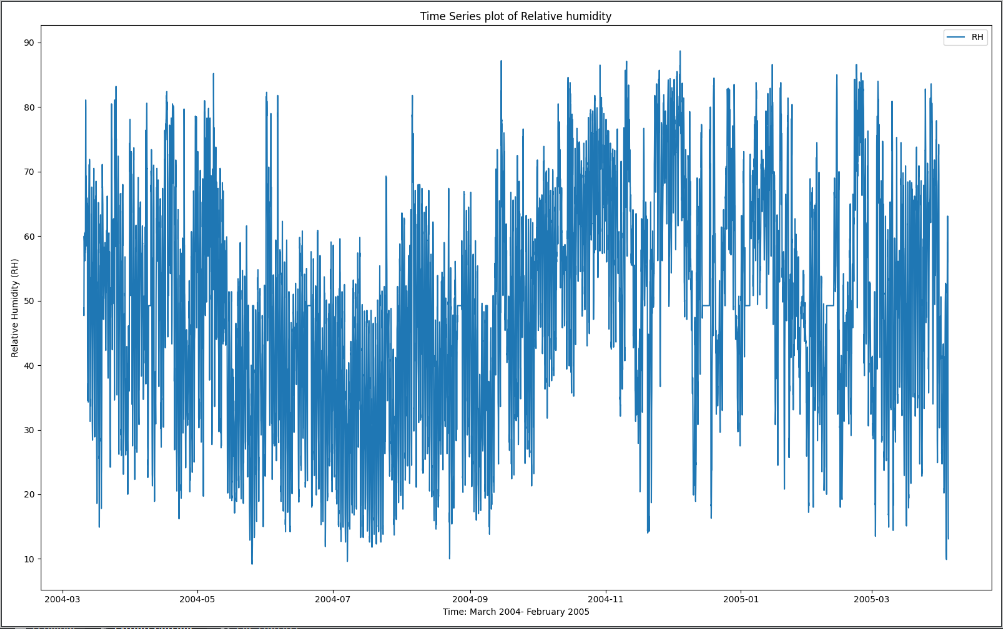 Time Series plot of Relative humidity
RH
90
80
70
60
50
40
30
20
10
Relative Humidity (RH)
2004-03 2004-05 2004-07 2004-09 2004-11 2005-01 2005-03
Time: March 2004- February 2005